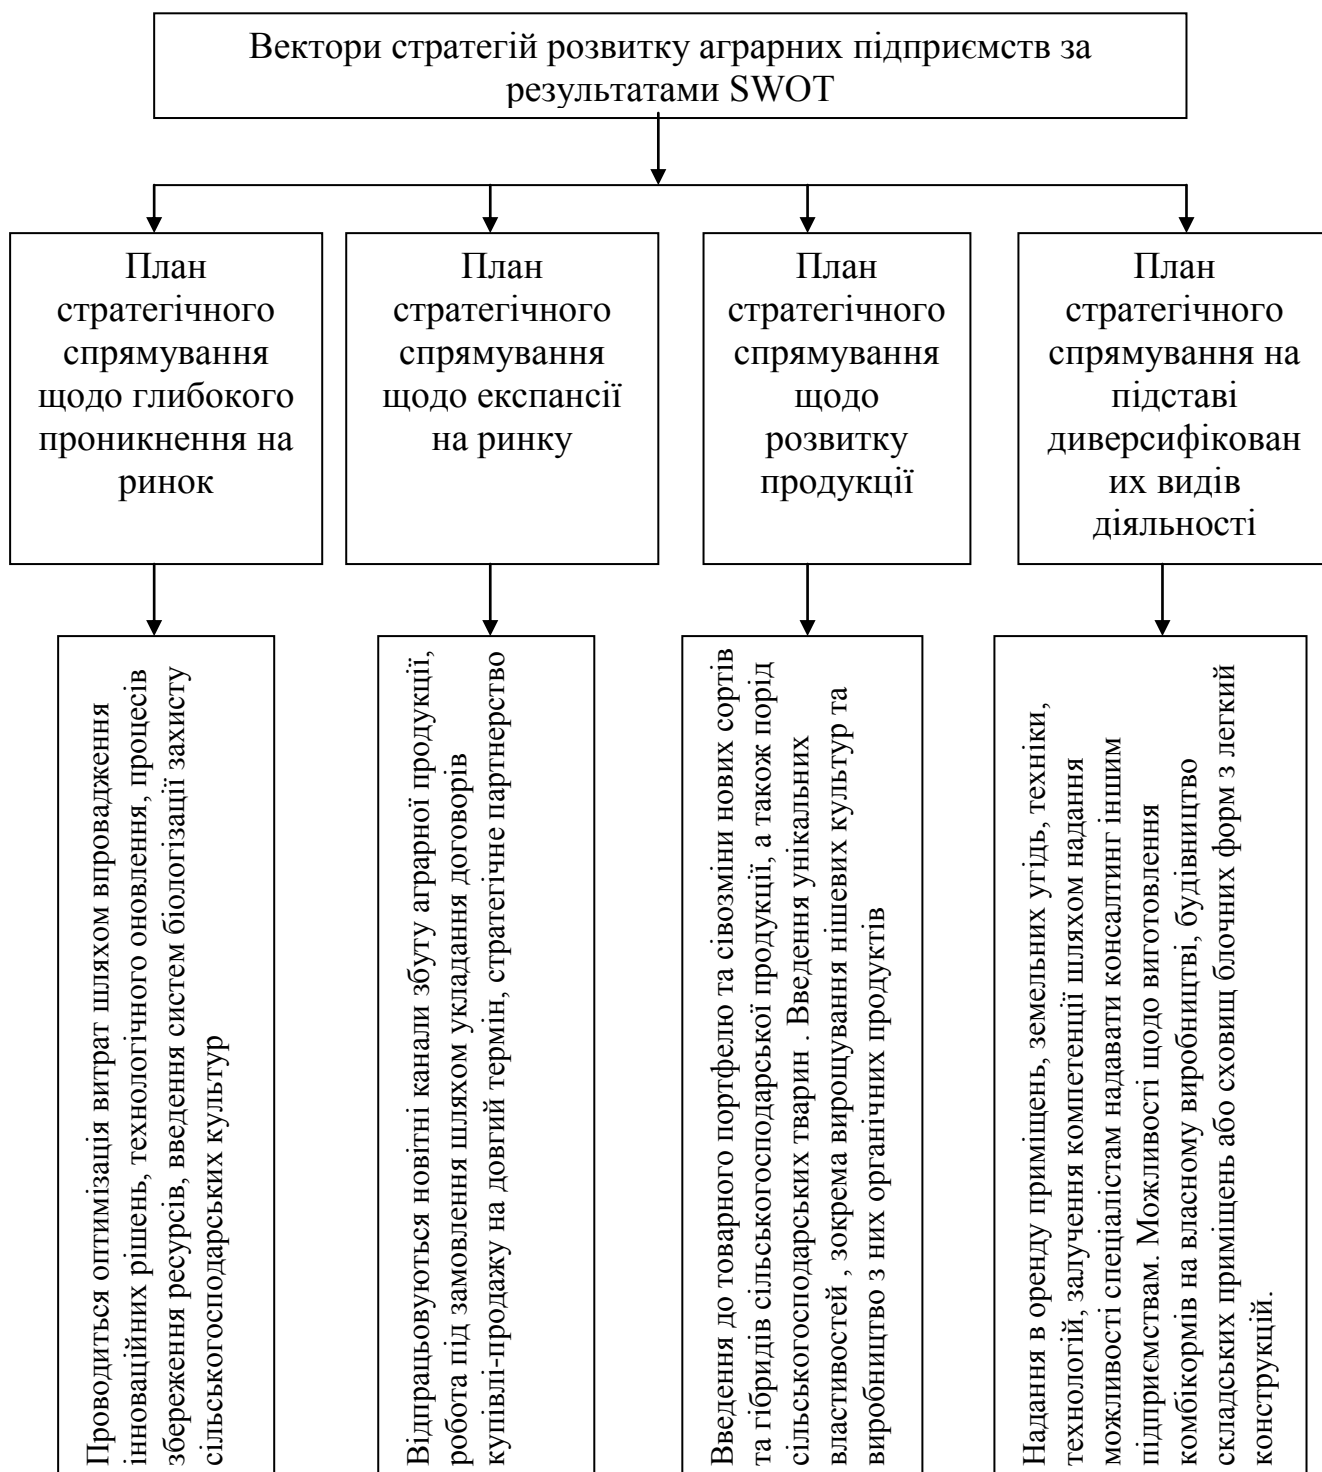 Вектори стратегій розвитку аграрних підприємств за
результатами SWOT
План
стратегічного
спрямування
щодо глибокого
проникнення на
ринок
План
стратегічного
спрямування
щодо експансії
на ринку
План
стратегічного
спрямування
щодо
розвитку
продукції
План
стратегічного
спрямування на
підставі
диверсифікован
их видів
діяльності
Проводиться оптимізація витрат шляхом впровадження
інноваційних рішень, технологічного оновлення, процесів
збереження ресурсів, введення систем біологізації захисту
сільськогосподарських культур
Відпрацьовуються новітні канали збуту аграрної продукції,
робота під замовлення шляхом укладання договорів
купівлі-продажу на довгий термін, стратегічне партнерство
Введення до товарного портфелю та сівозміни нових сортів
та гібридів сільськогосподарської продукції, а також порід
сільськогосподарських тварин . Введення унікальних
властивостей , зокрема вирощування нішевих культур та
виробництво з них органічних продуктів
Надання в оренду приміщень, земельних угідь, техніки,
технологій, залучення компетенції шляхом надання
можливості спеціалістам надавати консалтинг іншим
підприємствам. Можливості щодо виготовлення
комбікормів на власному виробництві, будівництво
складських приміщень або сховищ блочних форм з легкий
конструкцій.